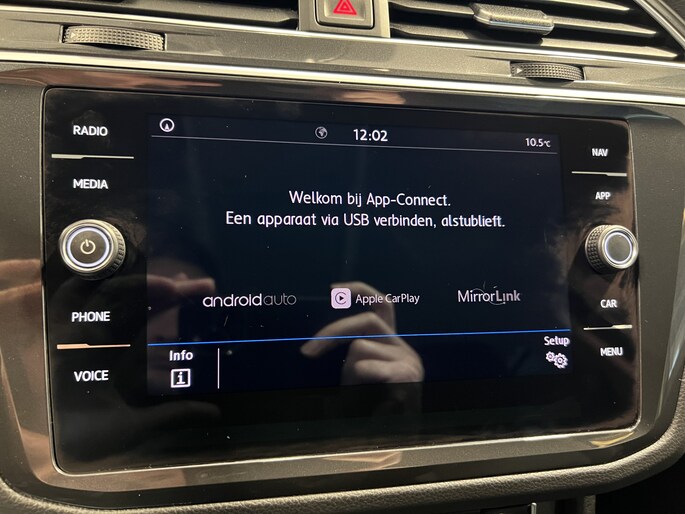 RADIO
MEDIA
PHONE
VOICE
12:02
10.5°C
Welkom bij App-Connect.
Een apparaat via USB verbinden, alstublieft.
androidauto
Apple CarPlay
MirrorLink
Info
Setup
NAV
APP
CAR
MENU